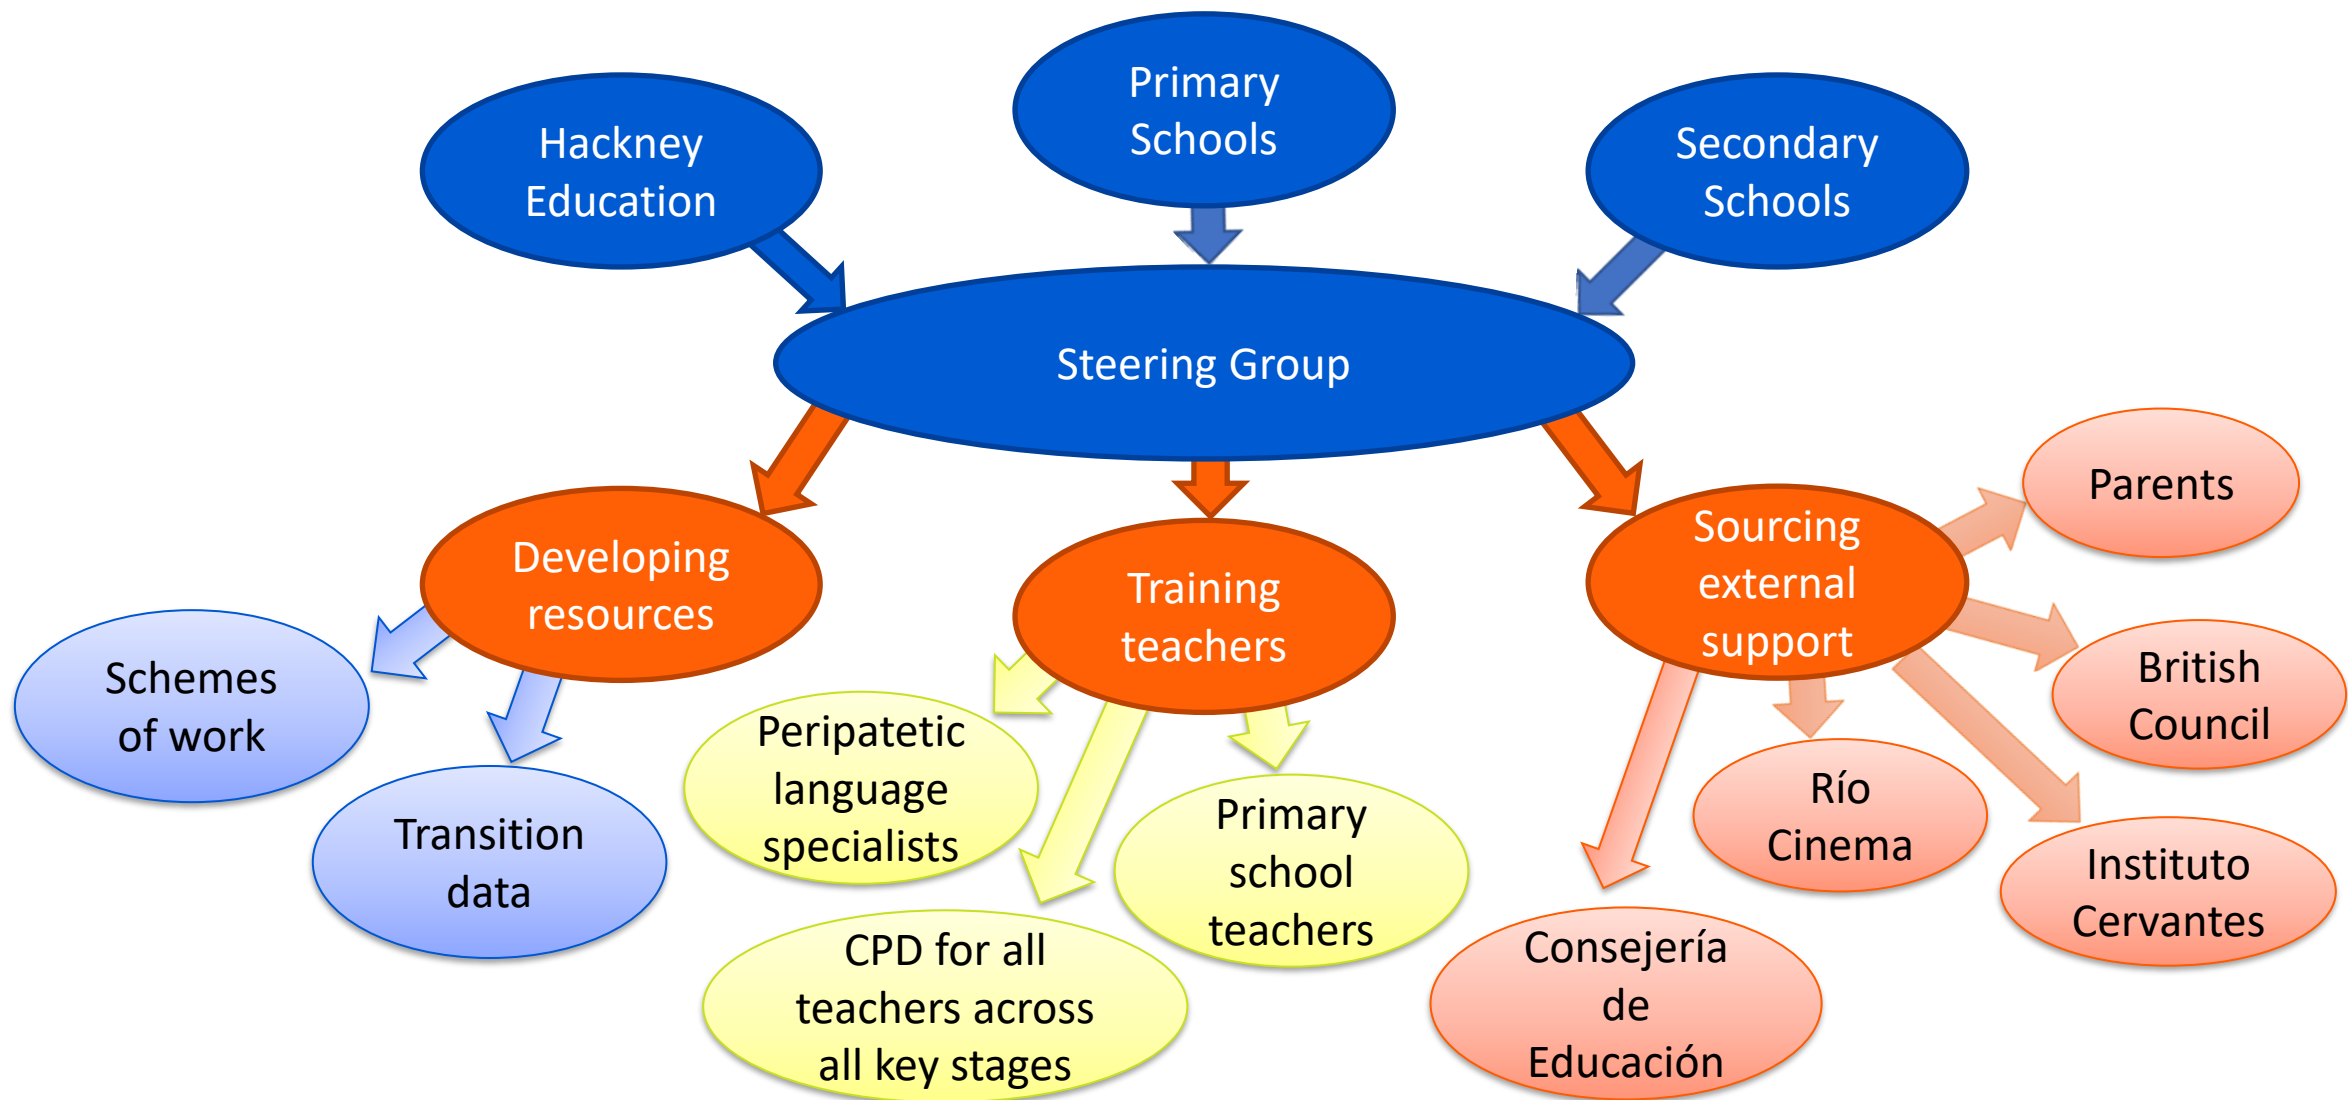 Hackney
Education
Primary
Schools
Secondary
Schools
Steering Group
Developing
resources
Training
teachers
Sourcing
external
support
Schemes
of work
Transition
data
Peripatetic
language
specialists
CPD for all
teachers across
all key stages
Primary
school
teachers
Consejería
de
Educación
Río
Cinema
Instituto
Cervantes
British
Council
Parents